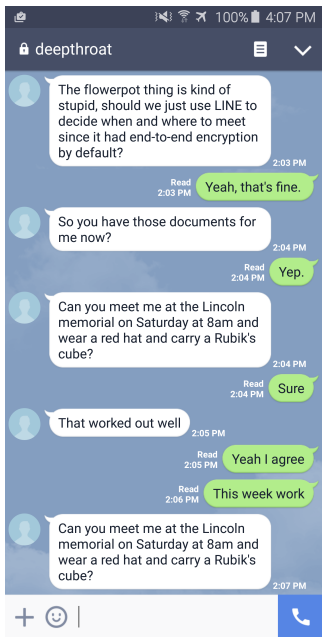 100% 4:07 PM
deepthroat
The flowerpot thing is kind of
stupid, should we just use LINE to
decide when and where to meet
since it had end-to-end encryption
by default?
2:03 PM
Read
2:03 PM
Yeah, that's fine.
So you have those documents for
me now?
2:04 PM
Read
2:04 PM
Yep.
Can you meet me at the Lincoln
memorial on Saturday at 8am and
wear a red hat and carry a Rubik's
cube?
2:04 PM
Read
2:04 PM
Sure
That worked out well
2:05 PM
Read
2:05 PM
Yeah I agree
Read
2:06 PM
This week work
Can you meet me at the Lincoln
memorial on Saturday at 8am and
wear a red hat and carry a Rubik's
cube?
2:07 PM